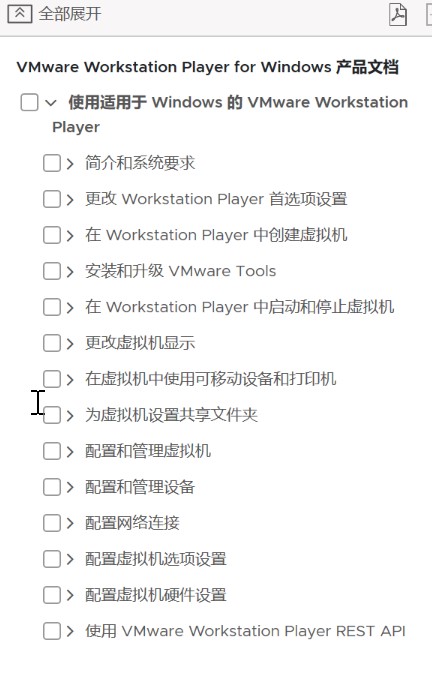 全部展开
VMware Workstation Player for Windows 产品文档
使用适用于 Windows 的 VMware Workstation
Player
简介和系统要求
更改 Workstation Player 首选项设置
在 Workstation Player 中创建虚拟机
安装和升级 VMware Tools
在 Workstation Player 中启动和停止虚拟机
更改虚拟机显示
在虚拟机中使用可移动设备和打印机
为虚拟机设置共享文件夹
配置和管理虚拟机
配置和管理设备
配置网络连接
配置虚拟机选项设置
配置虚拟机硬件设置
使用 VMware Workstation Player REST API